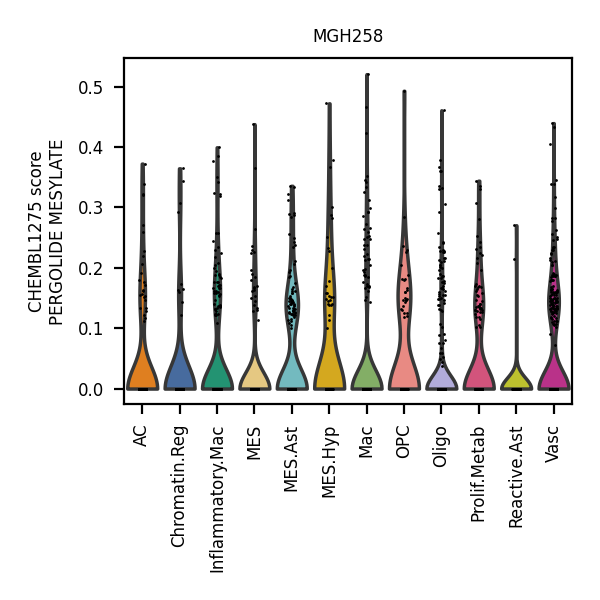 MGH258
CHEMBL1275 score
PERGOLIDE MESYLATE
0.5
0.4
0.3
0.2
0.1
0.0
AC
Chromatin.Reg
Inflammatory.Mac
MES
MES.Ast
MES.Hyp
Mac
OPC
Oligo
Prolif.Metab
Reactive.Ast
Vasc